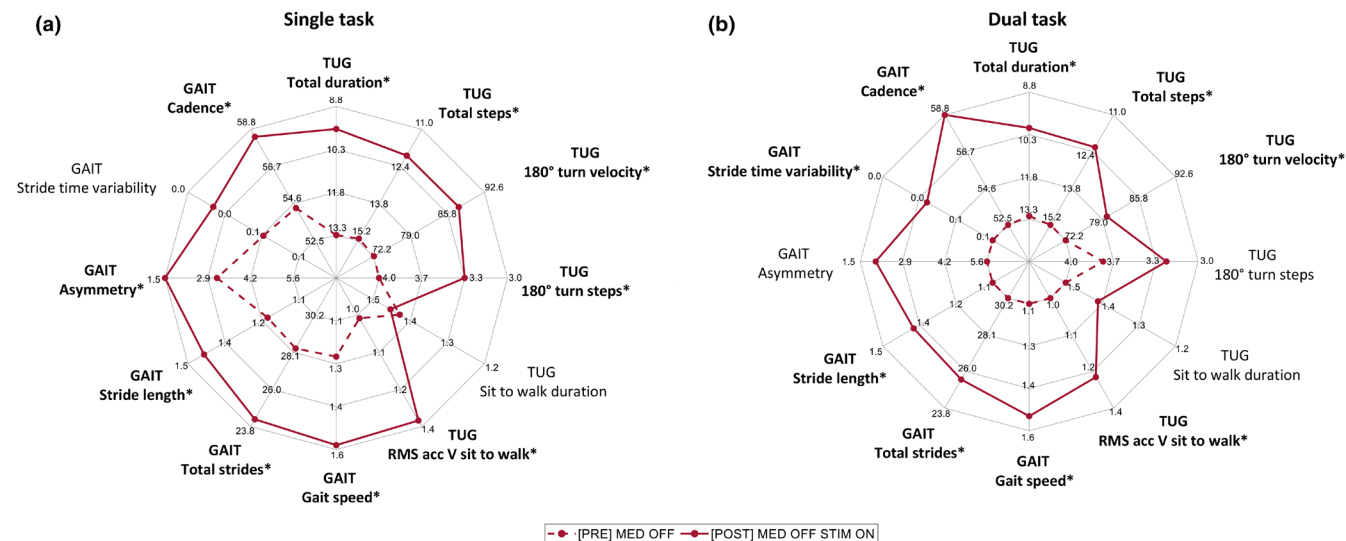 (a)
Single task
TUG
Total duration*
TUG
Total steps*
TUG
180° turn velocity*
TUG
180° turn steps*
TUG
Sit to walk duration
TUG
RMS acc V sit to walk*
GAIT
Gait speed*
GAIT
Total strides*
GAIT
Stride length*
GAIT
Asymmetry*
GAIT
Stride time variability
GAIT
Cadence*
8.8
10.3
11.8
13.3
11.0
12.4
13.8
15.2
92.6
85.8
79.0
72.2
3.0
3.3
3.7
4.0
1.2
1.3
1.4
1.5
1.4
1.2
1.1
1.0
1.6
1.4
1.3
1.1
23.8
26.0
28.1
30.2
1.5
1.4
1.2
1.1
1.5
2.9
4.2
5.6
0.0
0.0
0.1
0.1
58.8
56.7
54.6
52.5
(b)
Dual task
TUG
Total duration*
TUG
Total steps*
TUG
180° turn velocity*
TUG
180° turn steps
TUG
Sit to walk duration
TUG
RMS acc V sit to walk*
GAIT
Gait speed*
GAIT
Total strides*
GAIT
Stride length*
GAIT
Asymmetry
GAIT
Stride time variability*
GAIT
Cadence*
8.8
10.3
11.8
13.3
11.0
12.4
13.8
15.2
92.6
85.8
79.0
72.2
3.0
3.3
3.7
4.0
1.2
1.3
1.4
1.5
1.4
1.2
1.1
1.0
1.6
1.4
1.3
1.1
23.8
26.0
28.1
30.2
1.5
1.4
1.2
1.1
1.5
2.9
4.2
5.6
0.0
0.0
0.1
0.1
58.8
56.7
54.6
52.5
[PRE] MED OFF
[POST] MED OFF STIM ON